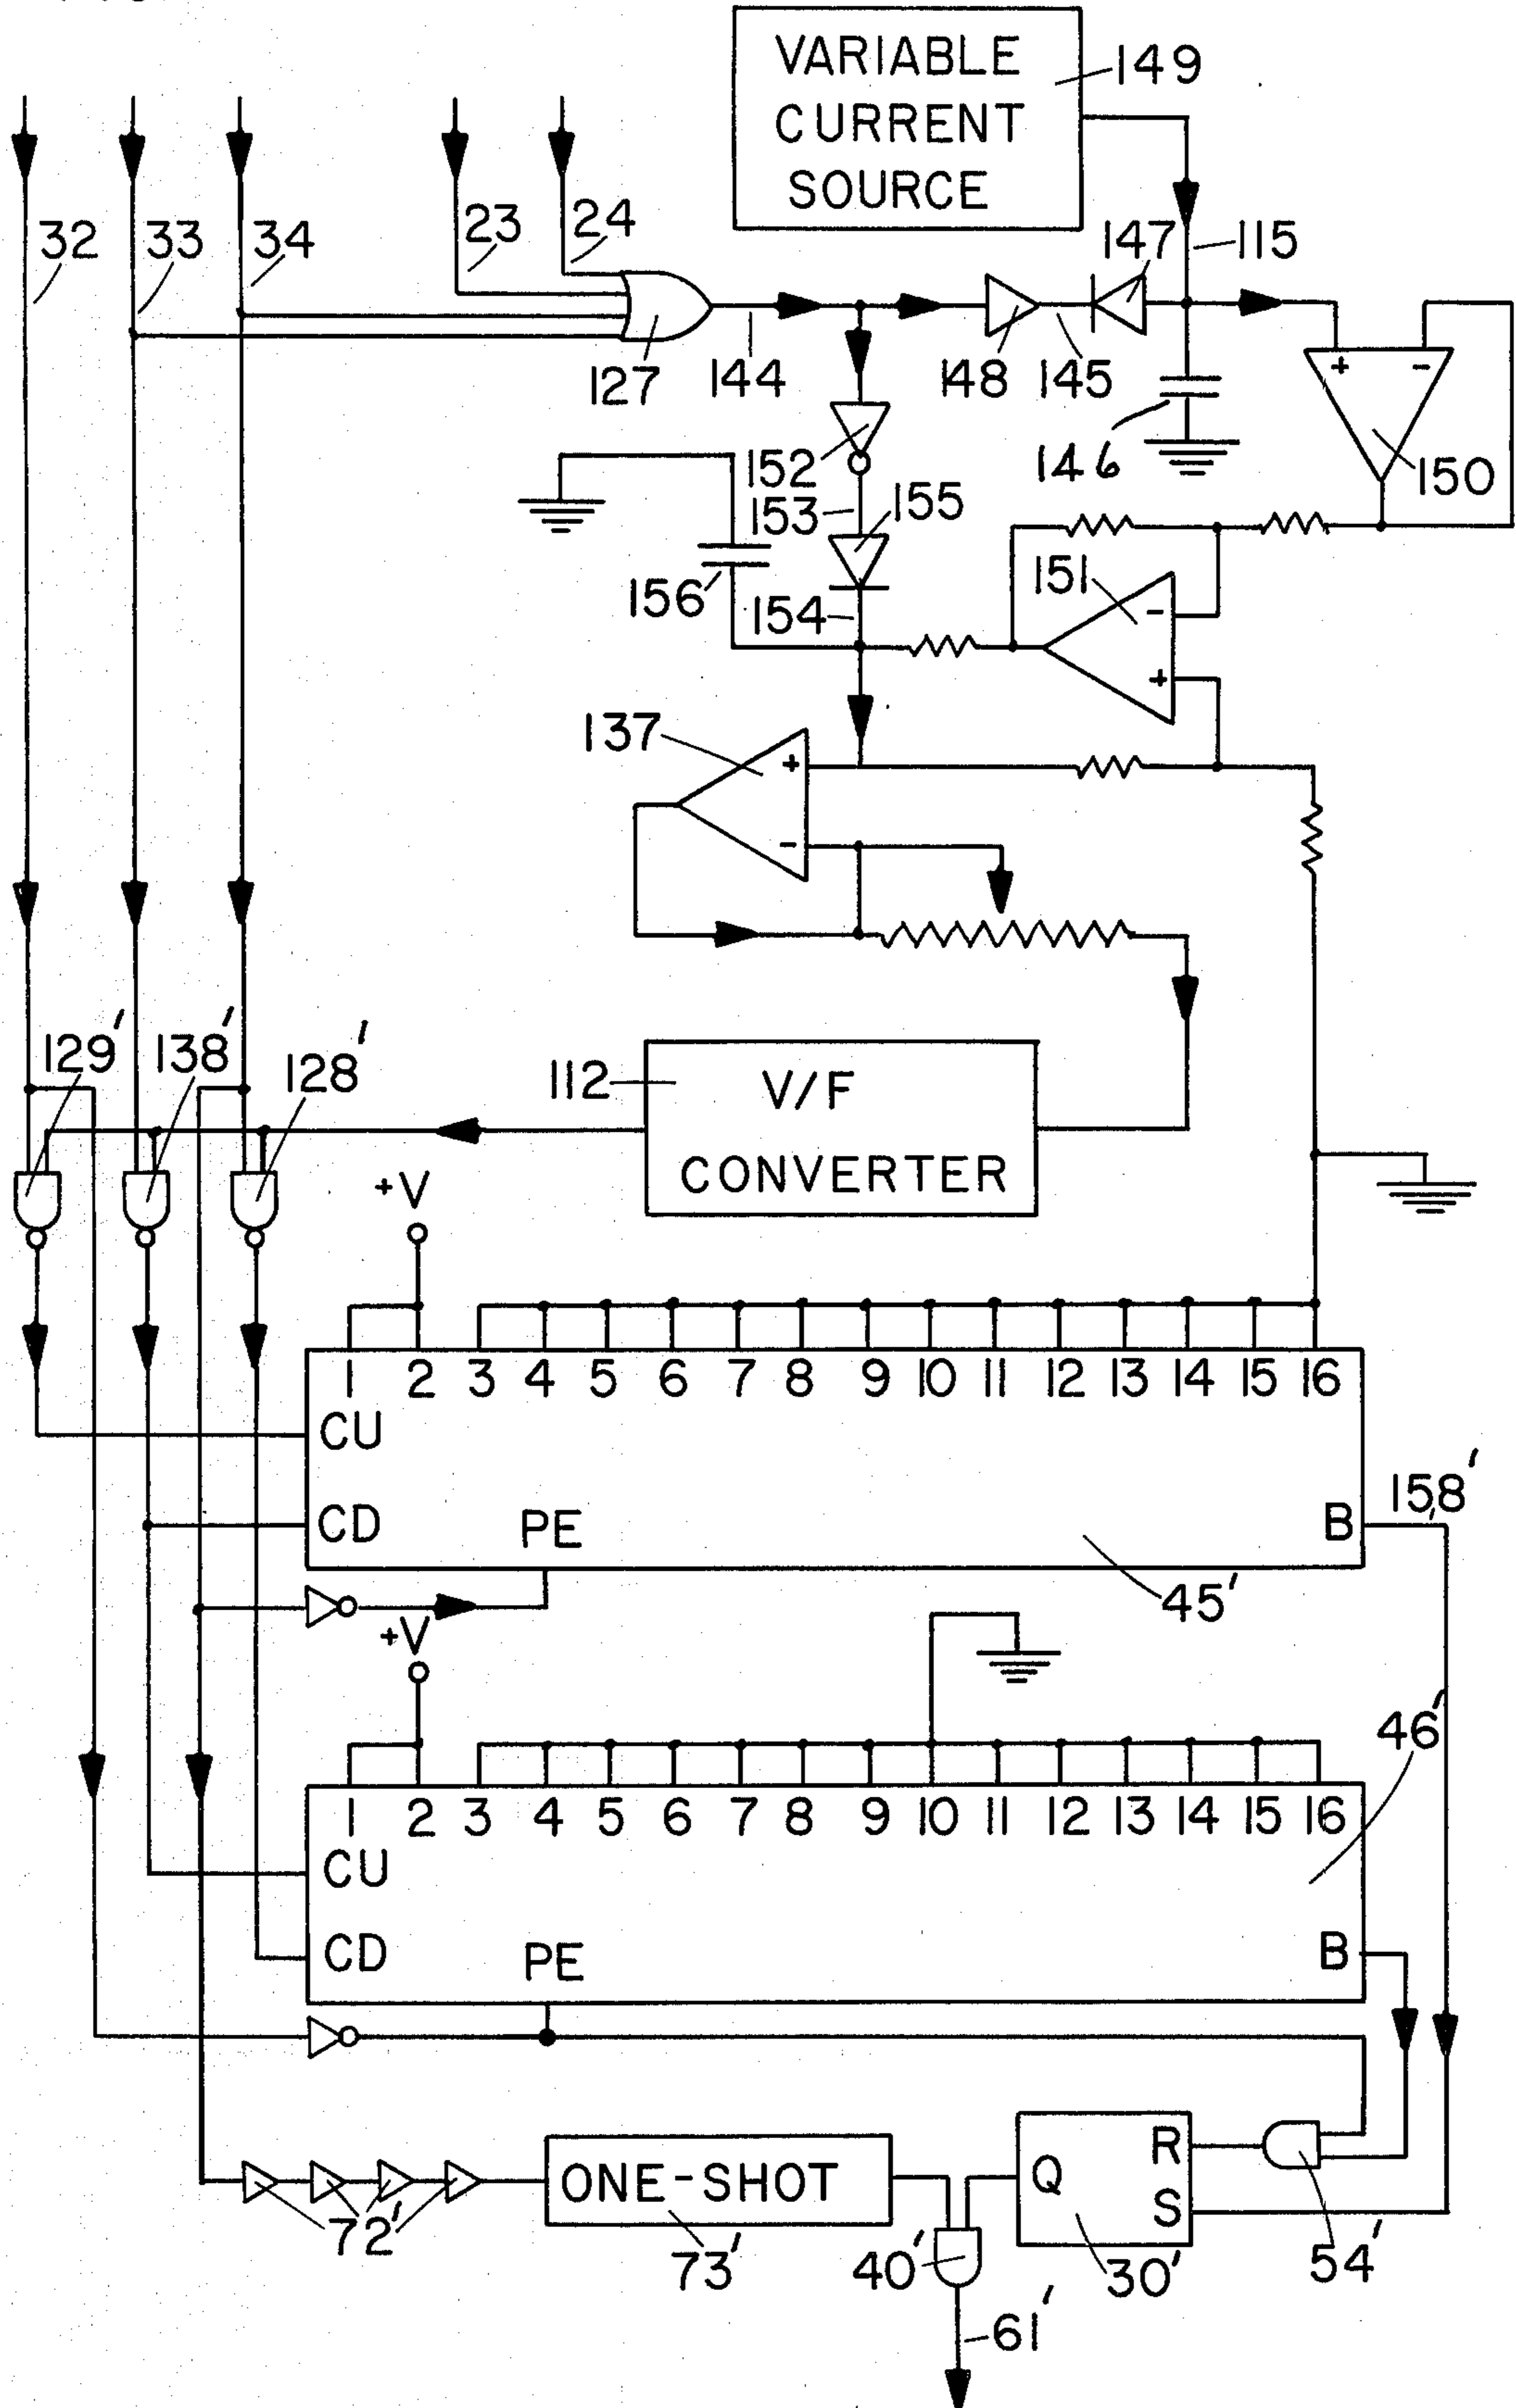 VARIABLE
CURRENT
SOURCE
149
32
33
34
23
24
147
115
127
144
148
145
146
+
-
150
152
153
155
156
154
151
-
+
137
+
-
129'
138'
128'
112
V/F
CONVERTER
+V
1 2 3 4 5 6 7 8 9 10 11 12 13 14 15 16
CU
CD
PE
B
158'
45'
+V
46'
1 2 3 4 5 6 7 8 9 10 11 12 13 14 15 16
CU
CD
PE
B
72'
ONE-SHOT
73'
40'
Q
R
S
30'
54'
61'